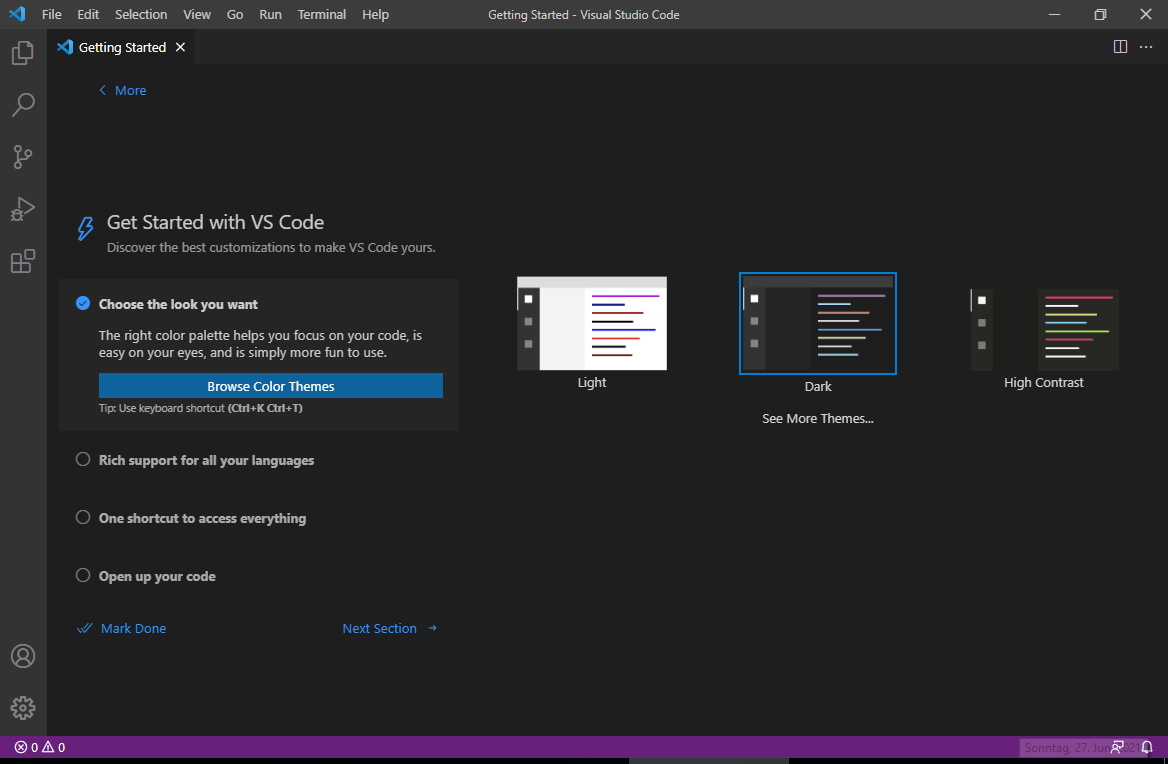 File Edit Selection View Go Run Terminal Help
Getting Started - Visual Studio Code
Getting Started
More
Get Started with VS Code
Discover the best customizations to make VS Code yours.
Choose the look you want
The right color palette helps you focus on your code, is
easy on your eyes, and is simply more fun to use.
Browse Color Themes
Tip: Use keyboard shortcut (Ctrl+K Ctrl+T)
Light
Dark
High Contrast
See More Themes...
Rich support for all your languages
One shortcut to access everything
Open up your code
Mark Done
Next Section
0 0
Sonntag, 27.